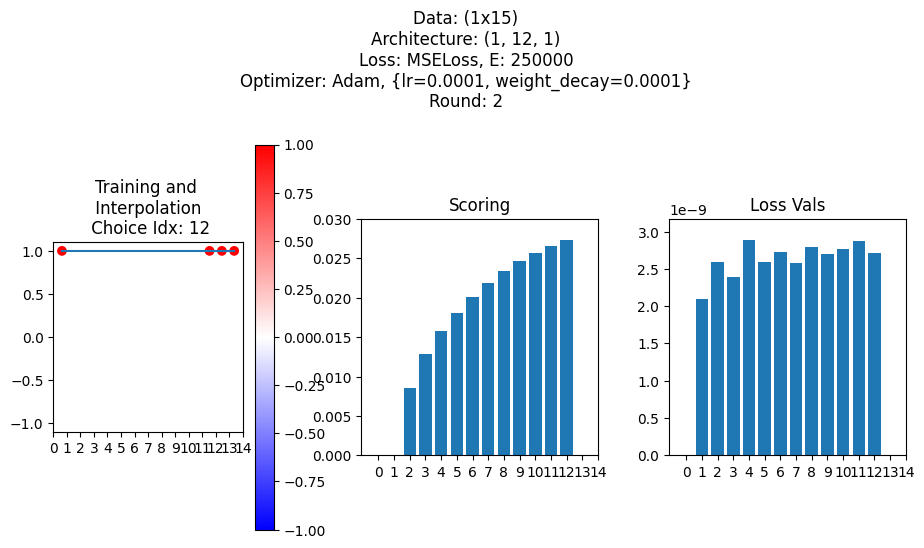 Data: (1x15)
Architecture: (1, 12, 1)
Loss: MSELoss, E: 250000
Optimizer: Adam, {lr=0.0001, weight_decay=0.0001}
Round: 2
Training and
Interpolation
Choice Idx: 12
1.0
0.5
0.0
−0.5
−1.0
0 1 2 3 4 5 6 7 8 9 10 11 12 13 14
1.00
0.75
0.50
0.25
0.00
−0.25
−0.50
−0.75
−1.00
Scoring
0.030
0.025
0.020
0.015
0.010
0.005
0.000
0 1 2 3 4 5 6 7 8 9 10 11 12 13 14
Loss Vals
1e−9
3.0
2.5
2.0
1.5
1.0
0.5
0.0
0 1 2 3 4 5 6 7 8 9 10 11 12 13 14